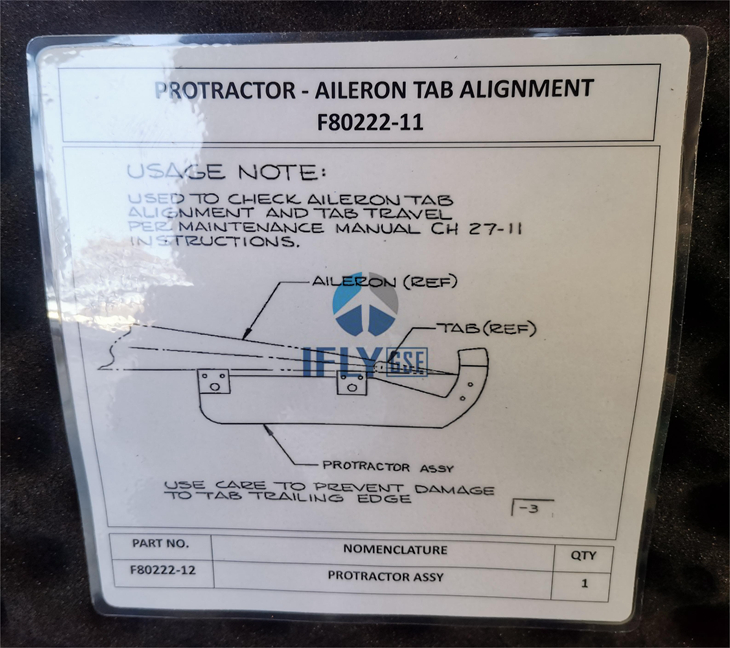 PROTRACTOR - AILERON TAB ALIGNMENT
F80222-11
USAGE NOTE:
USED TO CHECK AILERON TAB
ALIGNMENT AND TAB TRAVEL
PER MAINTENANCE MANUAL CH 27-11
INSTRUCTIONS.
AILERON (REF)
TAB (REF)
IFLY GSE
PROTRACTOR ASSY
USE CARE TO PREVENT DAMAGE
TO TAB TRAILING EDGE
-3
PART NO. NOMENCLATURE QTY
F80222-12 PROTRACTOR ASSY 1